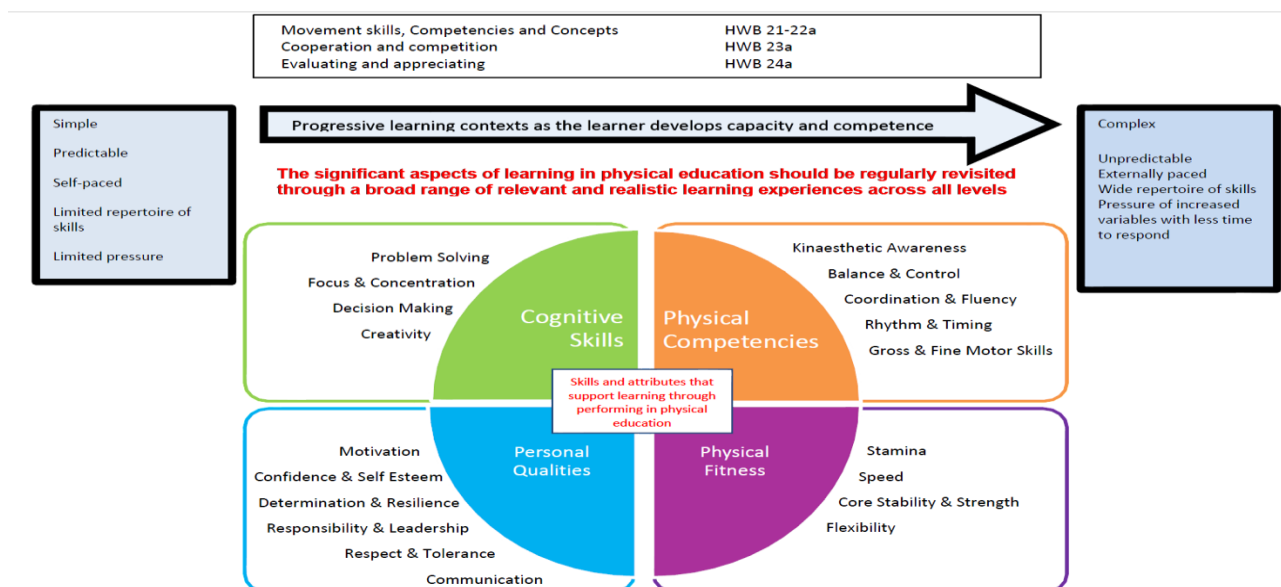 Movement skills, Competencies and Concepts HWB 21-22a
Cooperation and competition HWB 23a
Evaluating and appreciating HWB 24a
Simple
Predictable
Self-paced
Limited repertoire of
skills
Limited pressure
Progressive learning contexts as the learner develops capacity and competence
Complex
Unpredictable
Externally paced
Wide repertoire of skills
Pressure of increased
variables with less time
to respond
The significant aspects of learning in physical education should be regularly revisited
through a broad range of relevant and realistic learning experiences across all levels
Problem Solving
Focus & Concentration
Decision Making
Creativity
Cognitive
Skills
Physical
Competencies
Kinaesthetic Awareness
Balance & Control
Coordination & Fluency
Rhythm & Timing
Gross & Fine Motor Skills
Skills and attributes that
support learning through
performing in physical
education
Motivation
Confidence & Self Esteem
Determination & Resilience
Responsibility & Leadership
Respect & Tolerance
Communication
Personal
Qualities
Physical
Fitness
Stamina
Speed
Core Stability & Strength
Flexibility